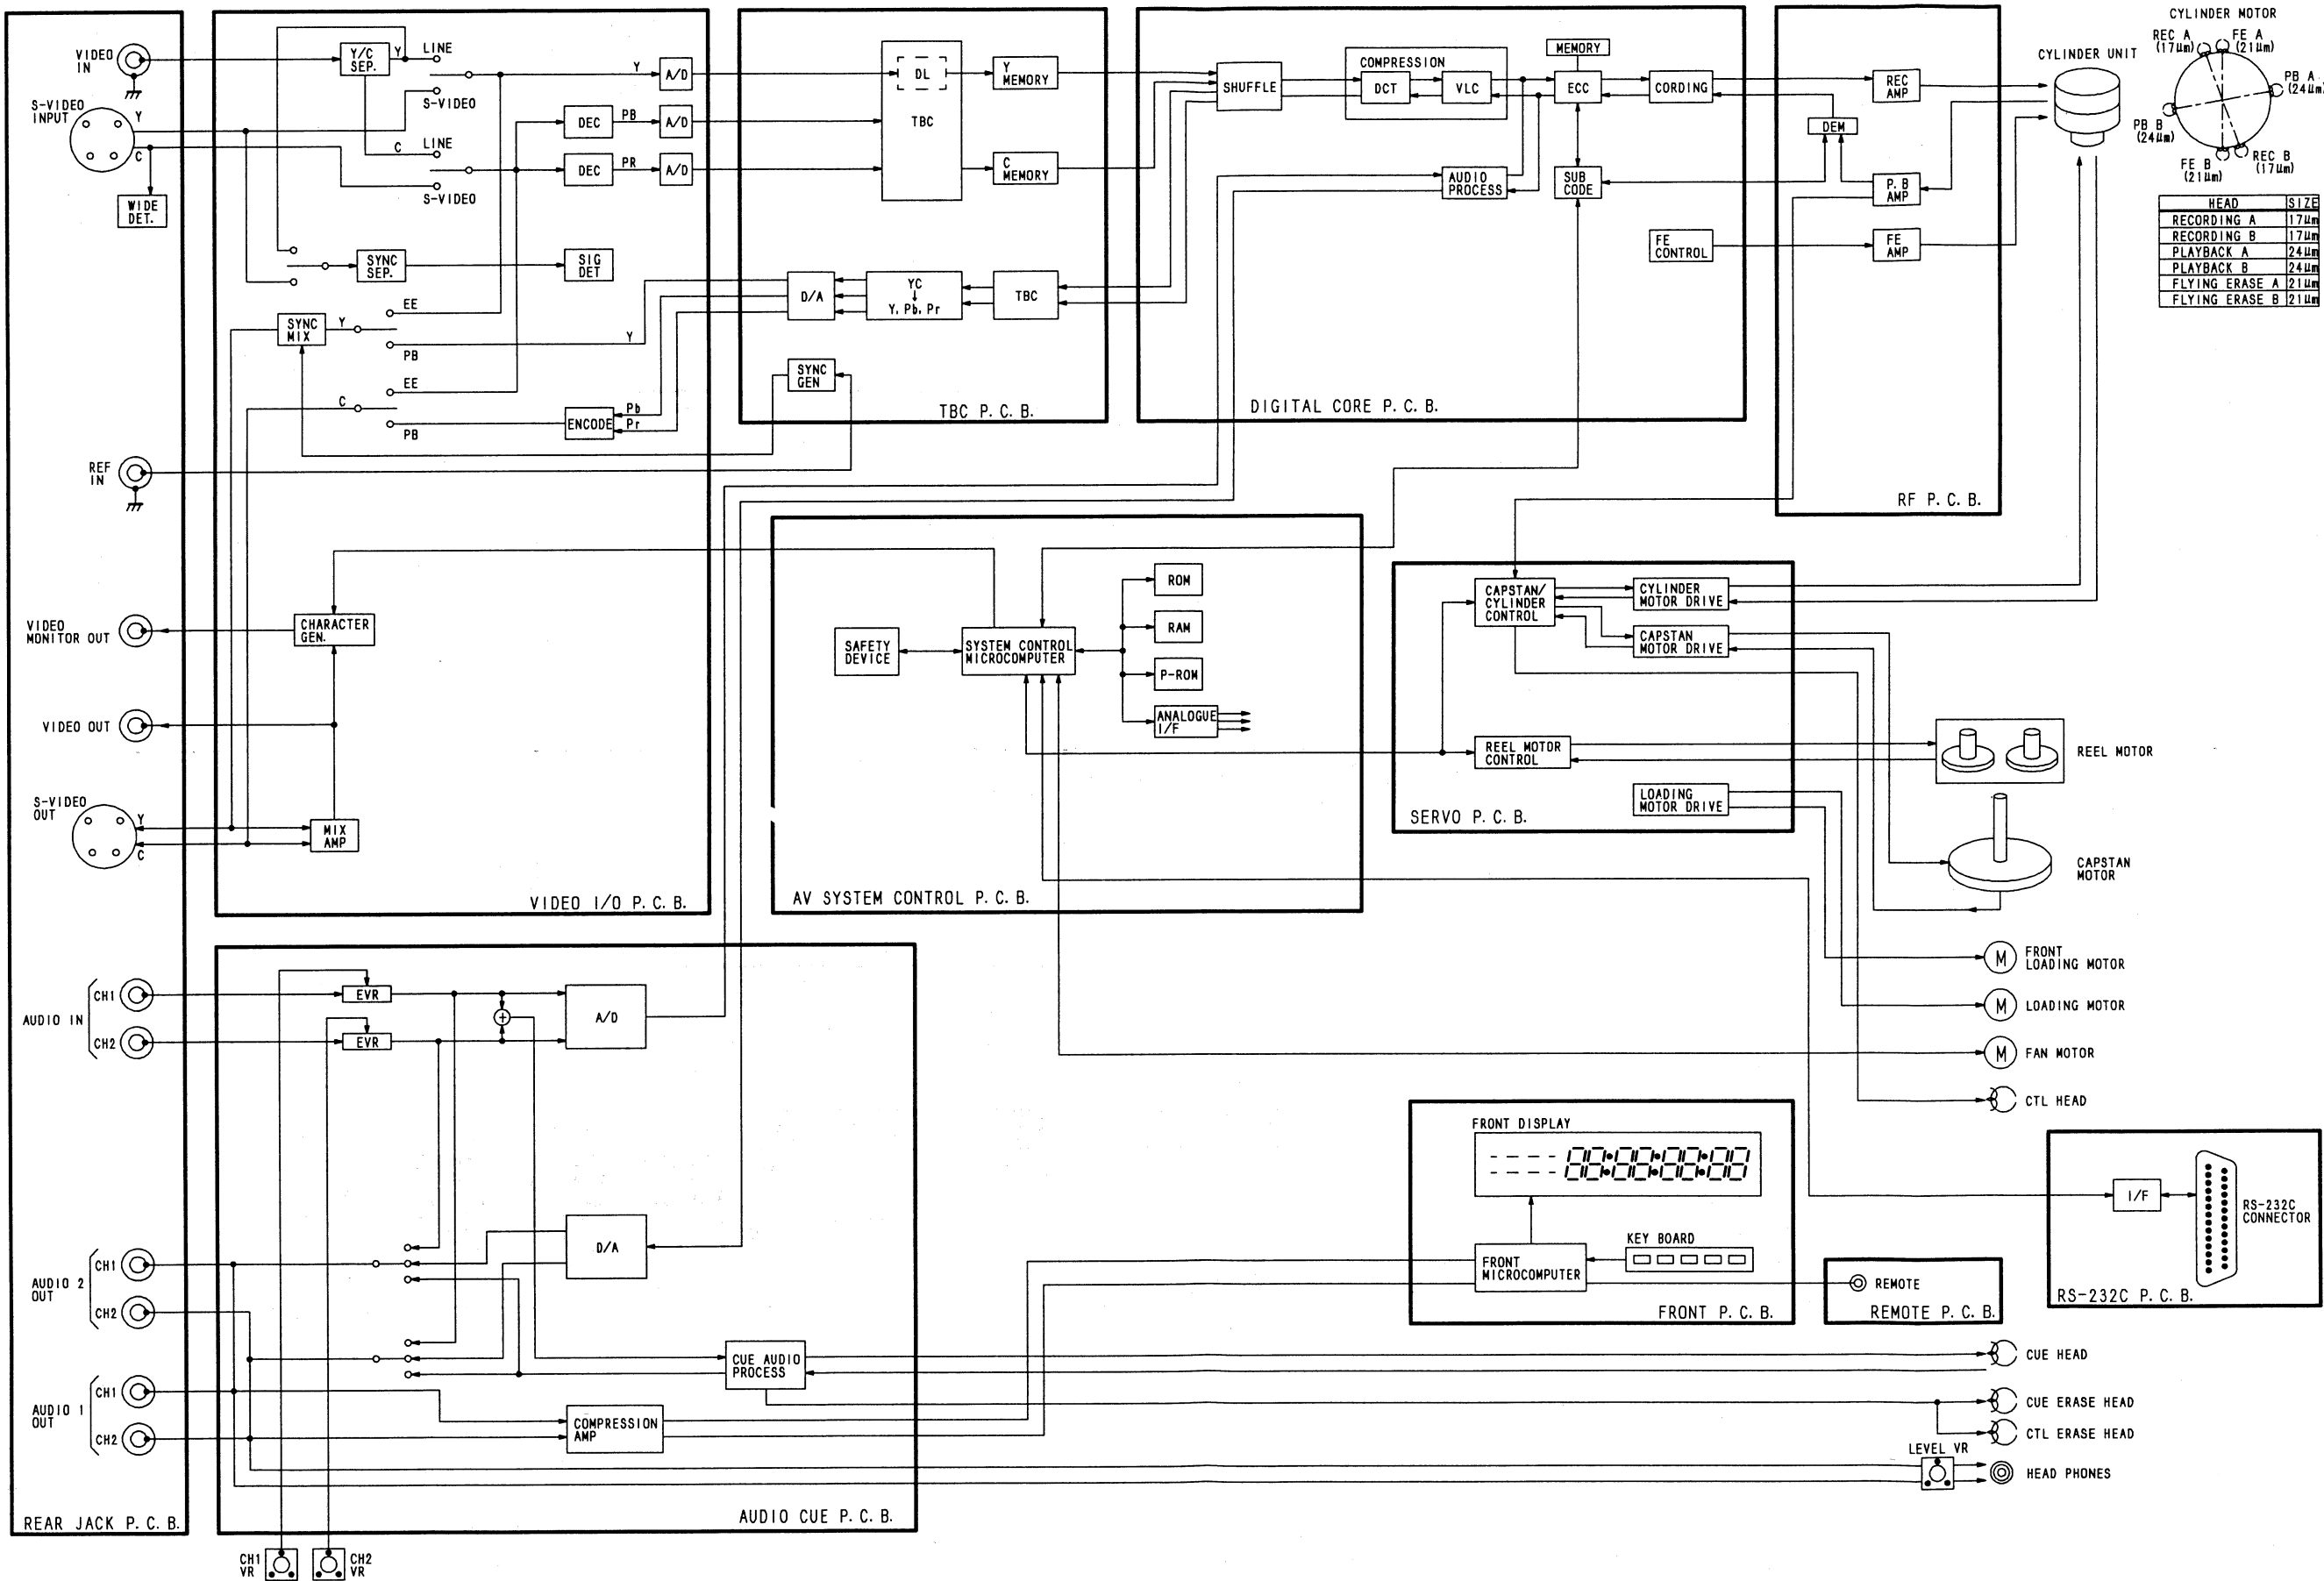 VIDEO
IN
S-VIDEO
INPUT
Y
C
WIDE
DET.
REF
IN
VIDEO
MONITOR OUT
VIDEO OUT
S-VIDEO
OUT
Y
C
AUDIO IN
CH1
CH2
AUDIO 2
OUT
CH1
CH2
AUDIO 1
OUT
CH1
CH2
REAR JACK P.C.B.
Y/C
SEP.
Y
LINE
S-VIDEO
C
LINE
S-VIDEO
Y
A/D
DEC
PB
A/D
DEC
PR
A/D
SYNC
SEP.
SIG
DET
SYNC
MIX
Y
EE
PB
Y
C
EE
PB
ENCODE
Pb
Pr
CHARACTER
GEN.
MIX
AMP
VIDEO I/O P.C.B.
DL
TBC
Y
MEMORY
C
MEMORY
D/A
YC
↓
Y, Pb, Pr
TBC
SYNC
GEN
TBC P.C.B.
SHUFFLE
COMPRESSION
DCT
VLC
MEMORY
ECC
CORDING
AUDIO
PROCESS
SUB
CODE
FE
CONTROL
DIGITAL CORE P.C.B.
REC
AMP
DEM
P.B
AMP
FE
AMP
RF P.C.B.
CYLINDER UNIT
CYLINDER MOTOR
REC A
(17μm)
FE A
(21μm)
PB A
(24μm)
PB B
(24μm)
FE B
(21μm)
REC B
(17μm)
HEAD SIZE
RECORDING A 17μm
RECORDING B 17μm
PLAYBACK A 24μm
PLAYBACK B 24μm
FLYING ERASE A 21μm
FLYING ERASE B 21μm
SAFETY
DEVICE
SYSTEM CONTROL
MICROCOMPUTER
ROM
RAM
P-ROM
ANALOGUE
I/F
AV SYSTEM CONTROL P.C.B.
CAPSTAN/
CYLINDER
CONTROL
CYLINDER
MOTOR DRIVE
CAPSTAN
MOTOR DRIVE
REEL MOTOR
CONTROL
LOADING
MOTOR DRIVE
SERVO P.C.B.
REEL MOTOR
CAPSTAN
MOTOR
M
FRONT
LOADING MOTOR
M
LOADING MOTOR
M
FAN MOTOR
CTL HEAD
EVR
EVR
+
A/D
D/A
CUE AUDIO
PROCESS
COMPRESSION
AMP
AUDIO CUE P.C.B.
CH1
VR
CH2
VR
FRONT DISPLAY
---- 88:88:88:88
KEY BOARD
FRONT
MICROCOMPUTER
FRONT P.C.B.
REMOTE
REMOTE P.C.B.
I/F
RS-232C
CONNECTOR
RS-232C P.C.B.
CUE HEAD
CUE ERASE HEAD
CTL ERASE HEAD
LEVEL VR
HEAD PHONES